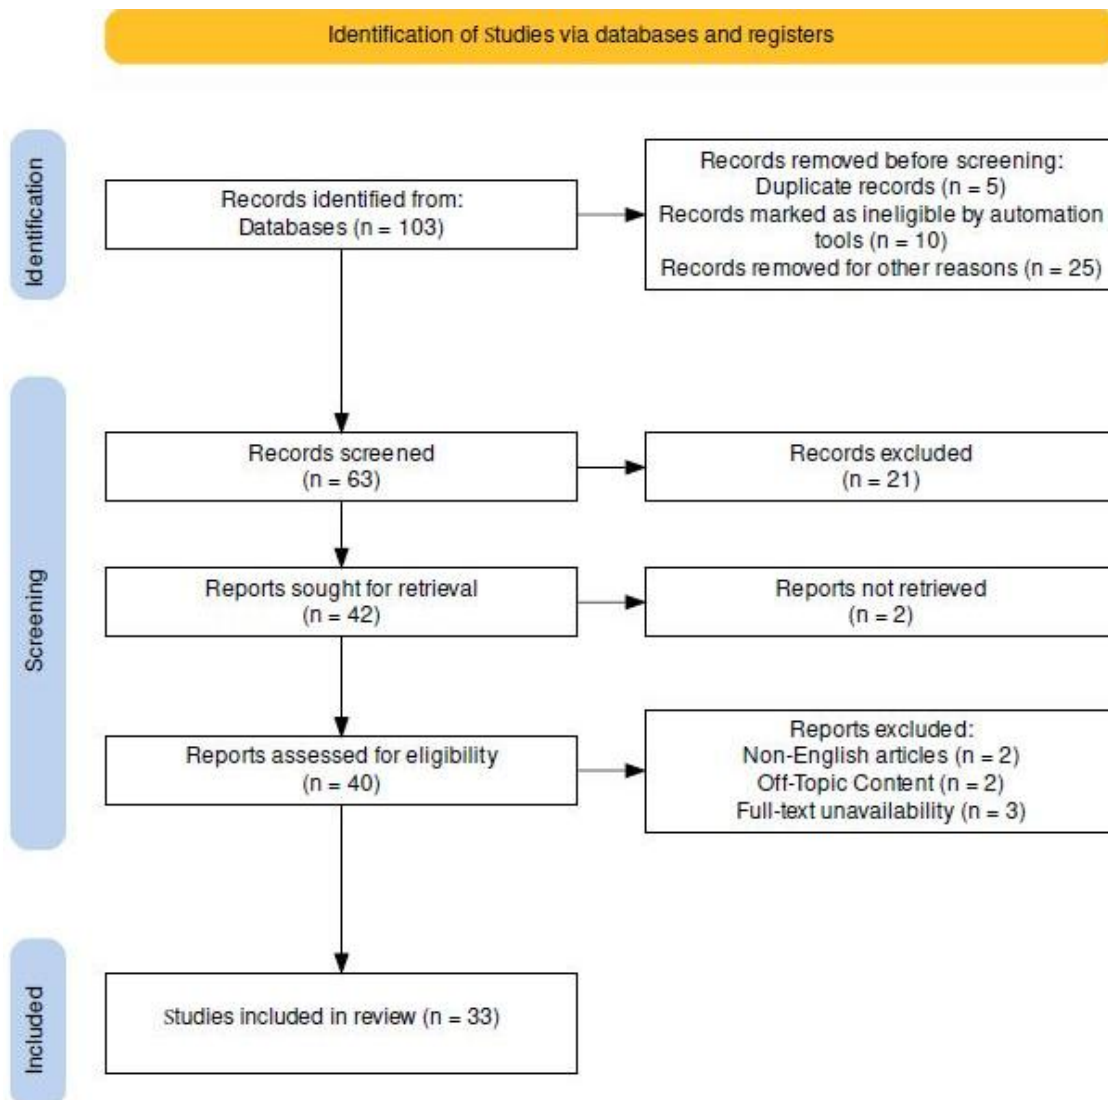 Identification of Studies via databases and registers
Identification
Records identified from:
Databases (n = 103)
Records removed before screening:
Duplicate records (n = 5)
Records marked as ineligible by automation
tools (n = 10)
Records removed for other reasons (n = 25)
Screening
Records screened
(n = 63)
Records excluded
(n = 21)
Reports sought for retrieval
(n = 42)
Reports not retrieved
(n = 2)
Reports assessed for eligibility
(n = 40)
Reports excluded:
Non-English articles (n = 2)
Off-Topic Content (n = 2)
Full-text unavailability (n = 3)
Included
Studies included in review (n = 33)